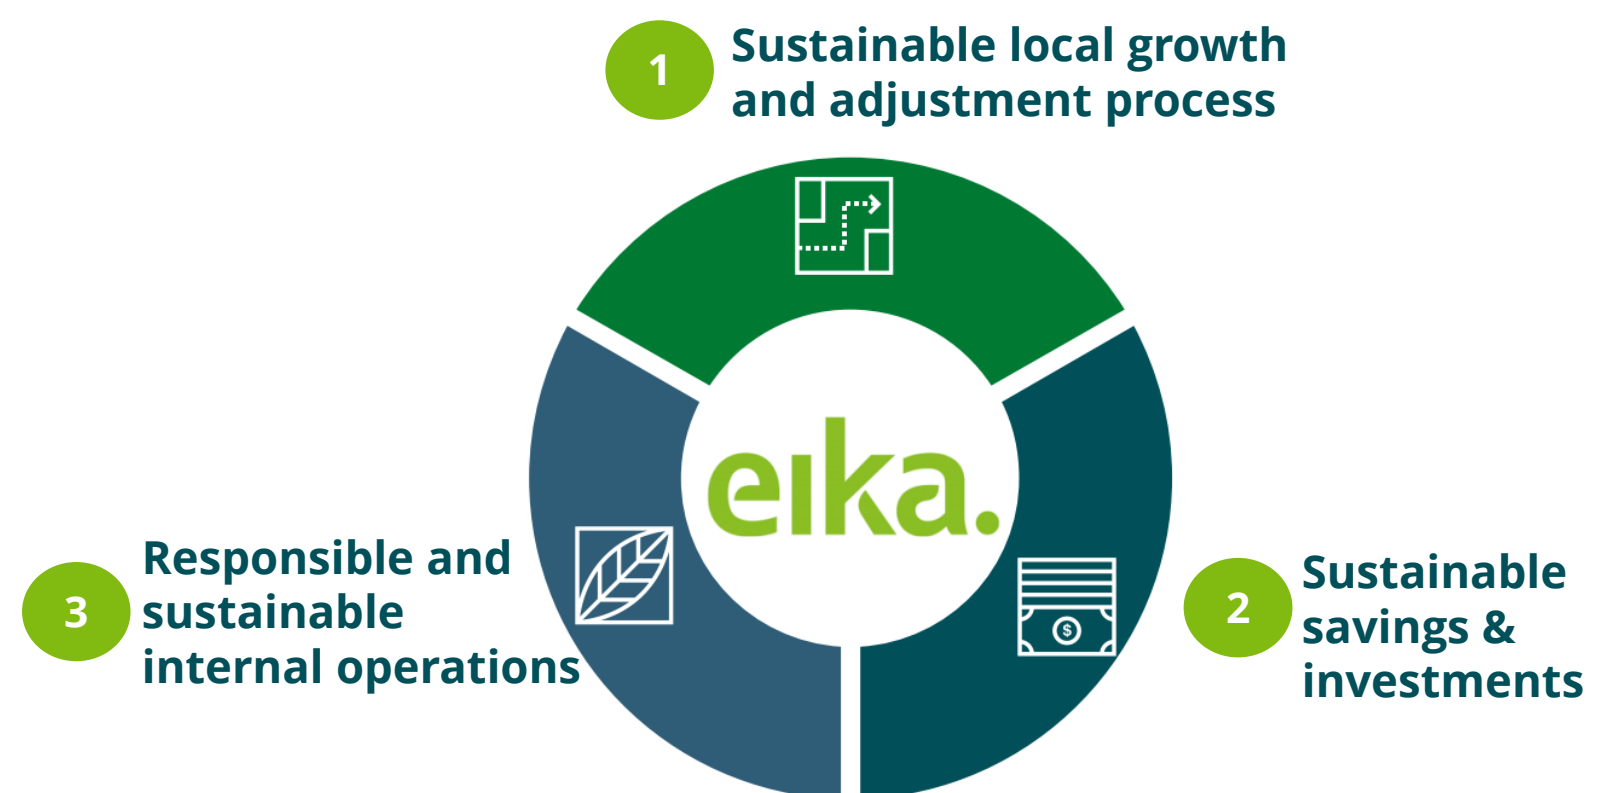 1
Sustainable local growth
and adjustment process
eika.
$
2
Sustainable
savings &
investments
3
Responsible and
sustainable
internal operations